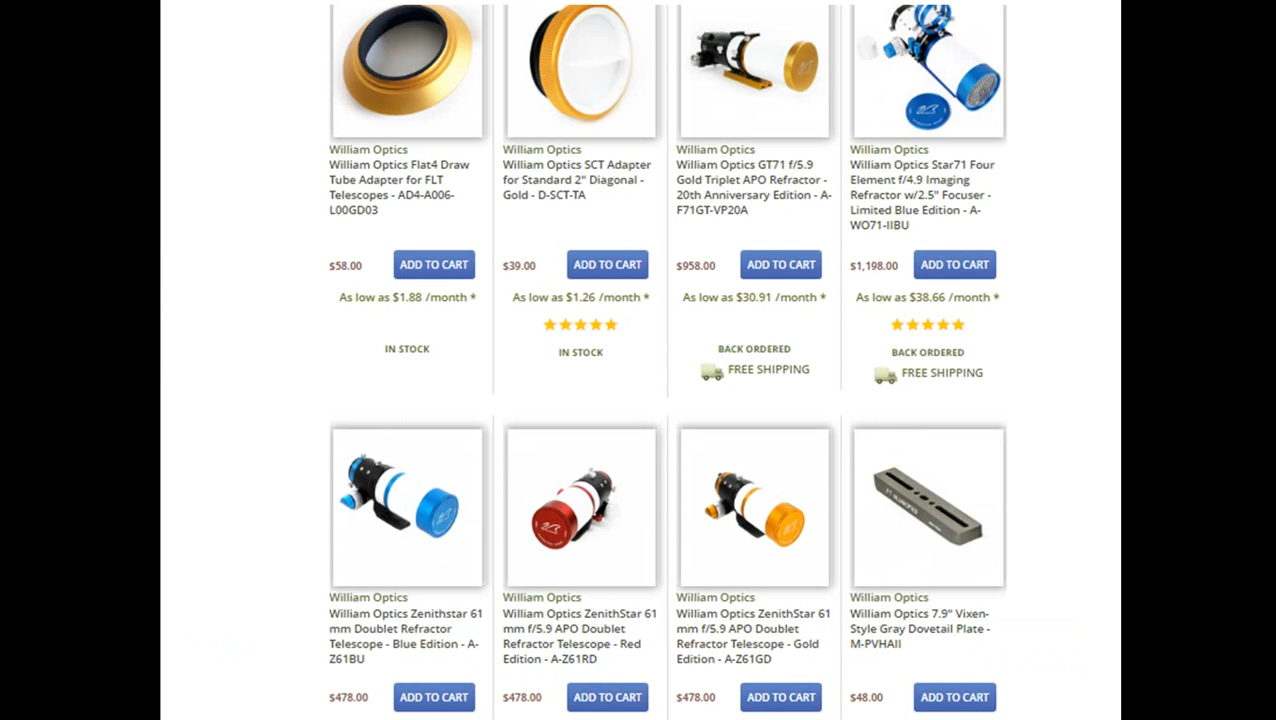 William Optics
William Optics Flat4 Draw
Tube Adapter for FLT
Telescopes - AD4-A006-
L00GD03
$58.00
ADD TO CART
As low as $1.88 /month *
IN STOCK
William Optics
William Optics SCT Adapter
for Standard 2" Diagonal -
Gold - D-SCT-TA
$39.00
ADD TO CART
As low as $1.26 /month *
IN STOCK
William Optics
William Optics GT71 f/5.9
Gold Triplet APO Refractor -
20th Anniversary Edition - A-
F71GT-VP20A
$958.00
ADD TO CART
As low as $30.91 /month *
BACK ORDERED
FREE SHIPPING
William Optics
William Optics Star71 Four
Element f/4.9 Imaging
Refractor w/2.5" Focuser -
Limited Blue Edition - A-
WO71-IIBU
$1,198.00
ADD TO CART
As low as $38.66 /month *
BACK ORDERED
FREE SHIPPING
William Optics
William Optics Zenithstar 61
mm Doublet Refractor
Telescope - Blue Edition - A-
Z61BU
$478.00
ADD TO CART
William Optics
William Optics ZenithStar 61
mm f/5.9 APO Doublet
Refractor Telescope - Red
Edition - A-Z61RD
$478.00
ADD TO CART
William Optics
William Optics ZenithStar 61
mm f/5.9 APO Doublet
Refractor Telescope - Gold
Edition - A-Z61GD
$478.00
ADD TO CART
William Optics
William Optics 7.9" Vixen-
Style Gray Dovetail Plate -
M-PVHAII
$48.00
ADD TO CART